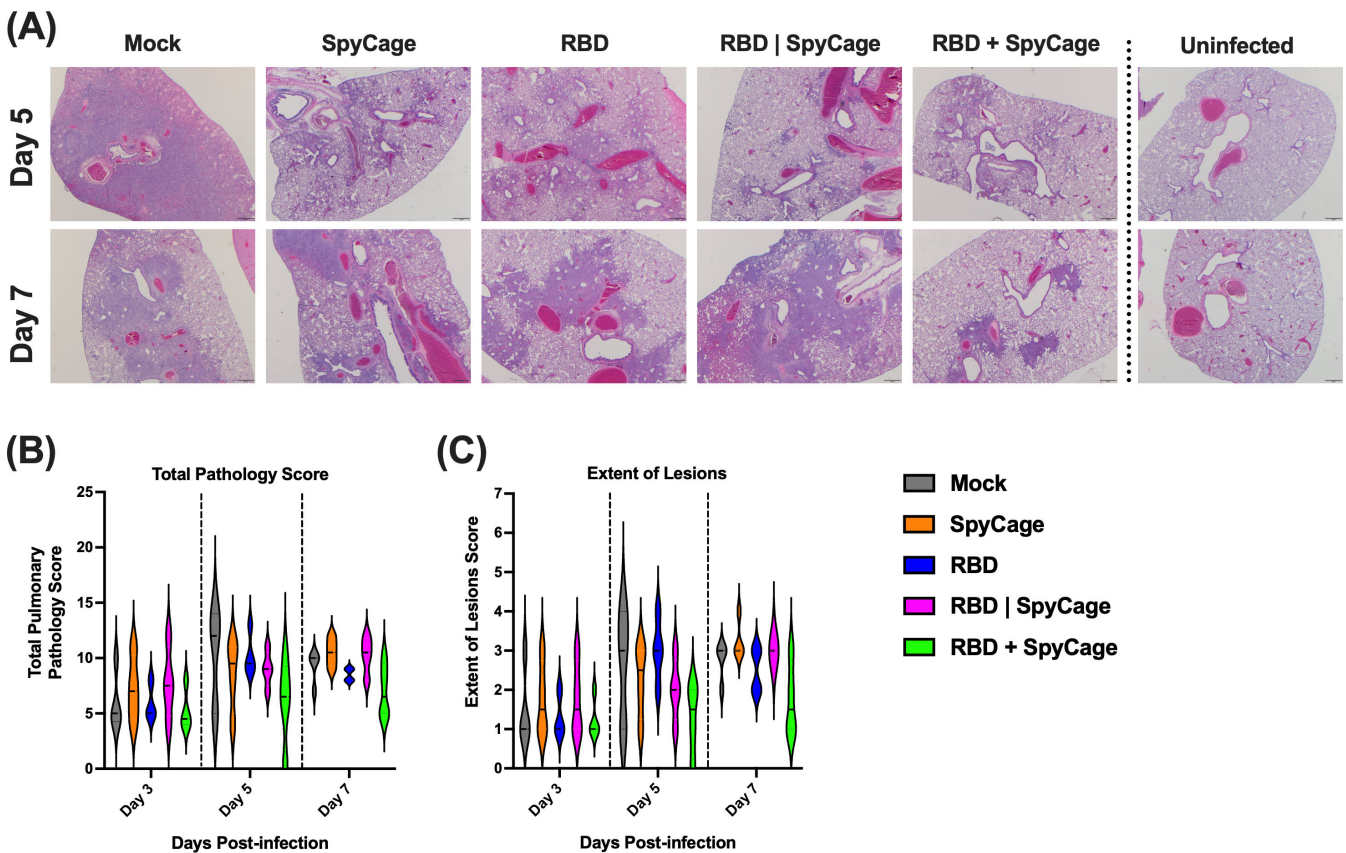 (A)
Mock
SpyCage
RBD
RBD | SpyCage
RBD + SpyCage
Uninfected
Day 5
Day 7
(B)
Total Pathology Score
Total Pulmonary
Pathology Score
25
20
15
10
5
0
Day 3
Day 5
Day 7
Days Post-infection
(C)
Extent of Lesions
Extent of Lesions Score
7
6
5
4
3
2
1
0
Day 3
Day 5
Day 7
Days Post-infection
Mock
SpyCage
RBD
RBD | SpyCage
RBD + SpyCage